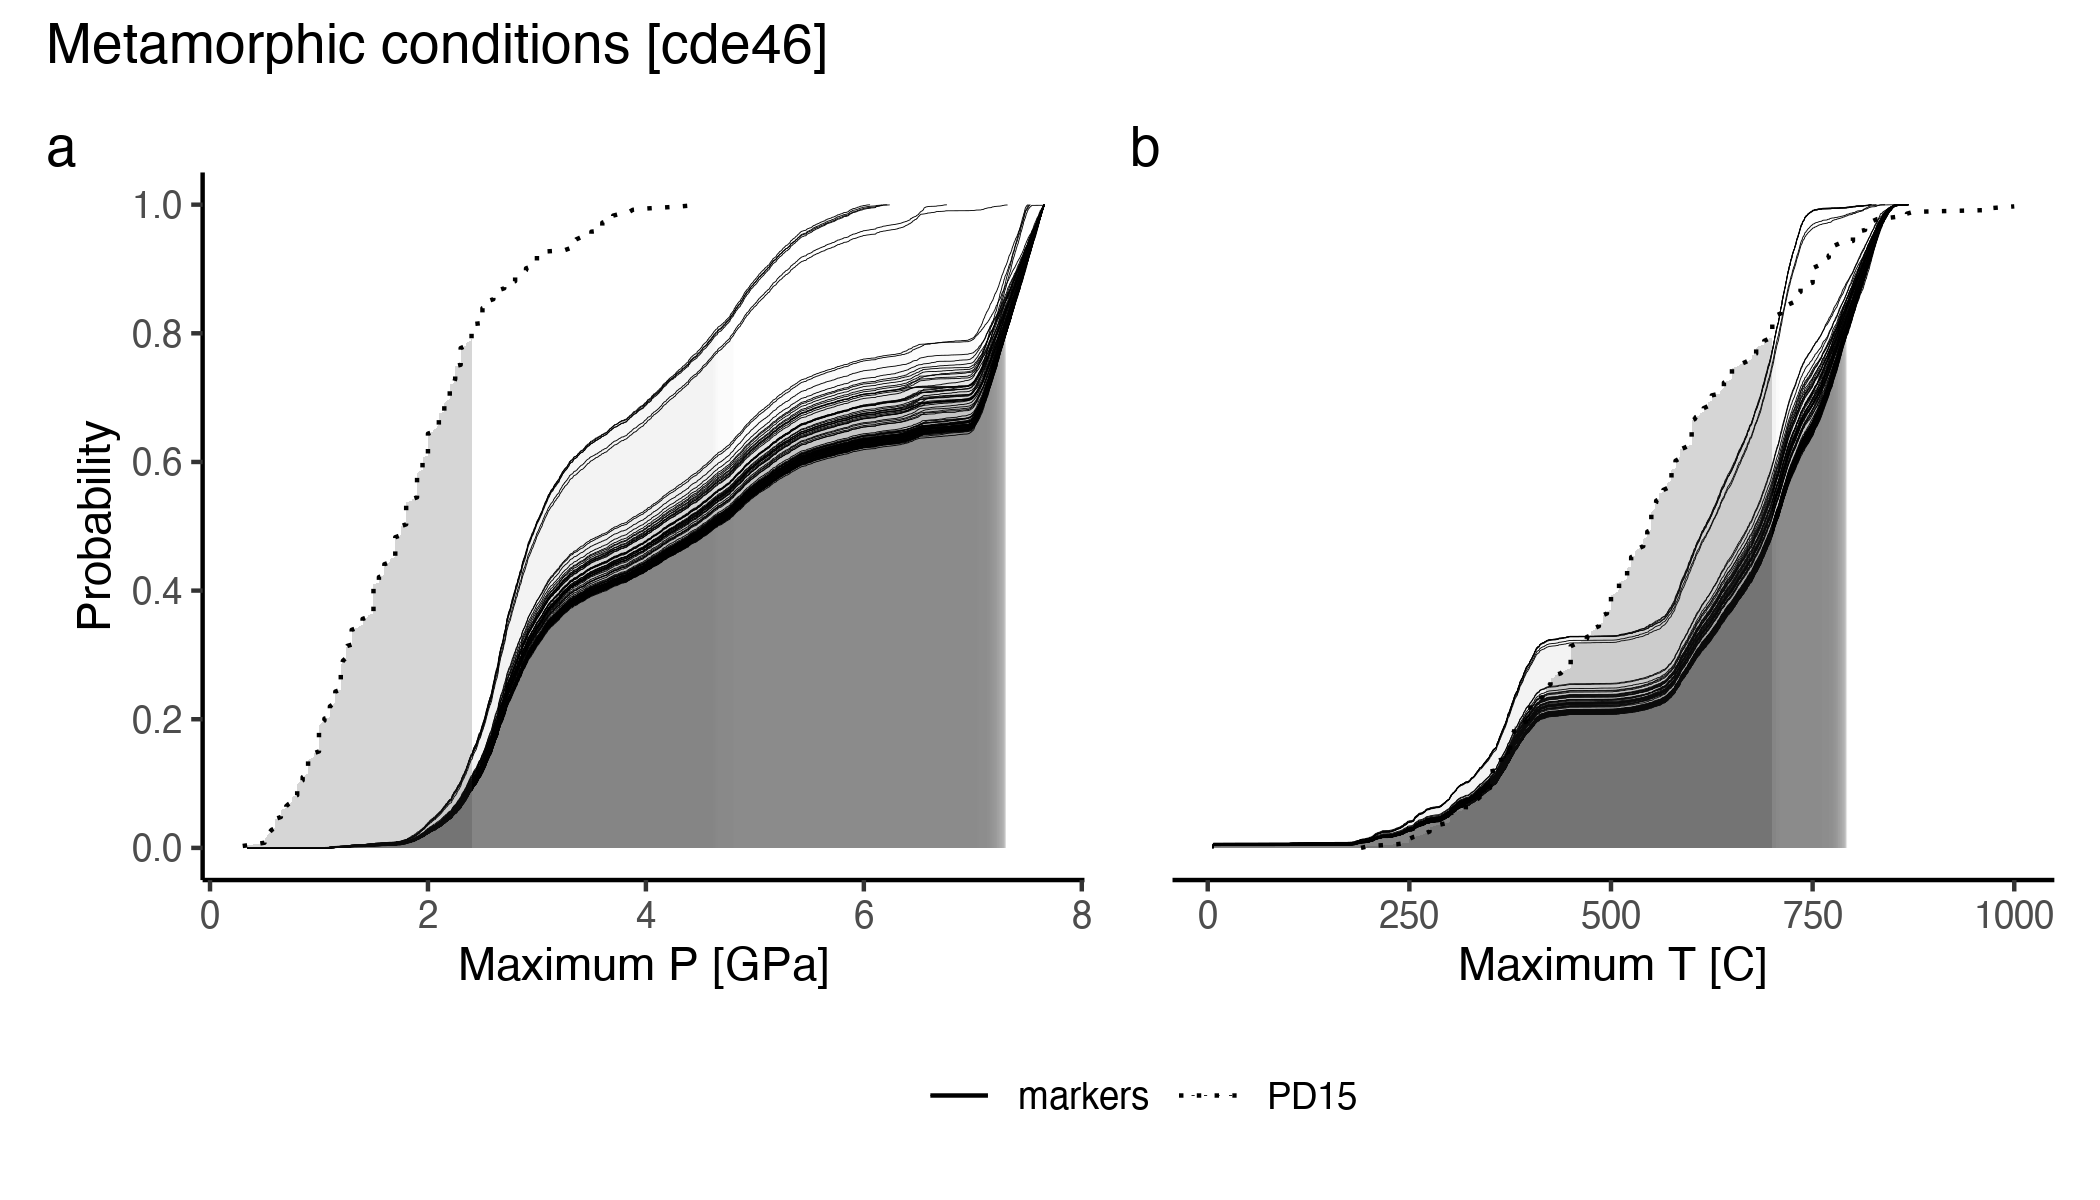 Metamorphic conditions [cde46]
a
b
1.0
0.8
0.6
0.4
0.2
0.0
Probability
0 2 4 6 8
0 250 500 750 1000
Maximum P [GPa]
Maximum T [C]
markers PD15